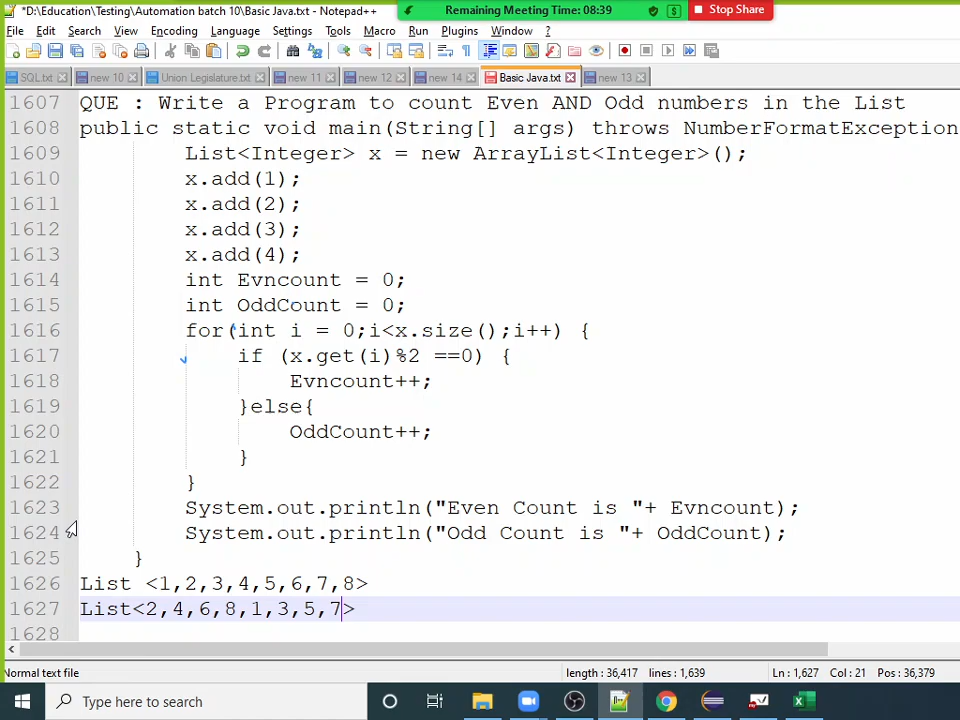 *D:\Education\Testing\Automation batch 10\Basic Java.txt - Notepad++
Remaining Meeting Time: 08:39
Stop Share
File Edit Search View Encoding Language Settings Tools Macro Run Plugins Window ?
SQL.txt new 10 Union Legislature.txt new 11 new 12 new 14 Basic Java.txt new 13
1607 QUE : Write a Program to count Even AND Odd numbers in the List
1608 public static void main(String[] args) throws NumberFormatException
1609 List<Integer> x = new ArrayList<Integer>();
1610 x.add(1);
1611 x.add(2);
1612 x.add(3);
1613 x.add(4);
1614 int Evncount = 0;
1615 int OddCount = 0;
1616 for(int i = 0;i<x.size();i++) {
1617 if (x.get(i)%2 ==0) {
1618 Evncount++;
1619 }else{
1620 OddCount++;
1621 }
1622 }
1623 System.out.println("Even Count is "+ Evncount);
1624 System.out.println("Odd Count is "+ OddCount);
1625 }
1626 List <1,2,3,4,5,6,7,8>
1627 List<2,4,6,8,1,3,5,7>
1628
Normal text file length : 36,417 lines : 1,639 Ln : 1,627 Col : 21 Pos : 36,379
Type here to search